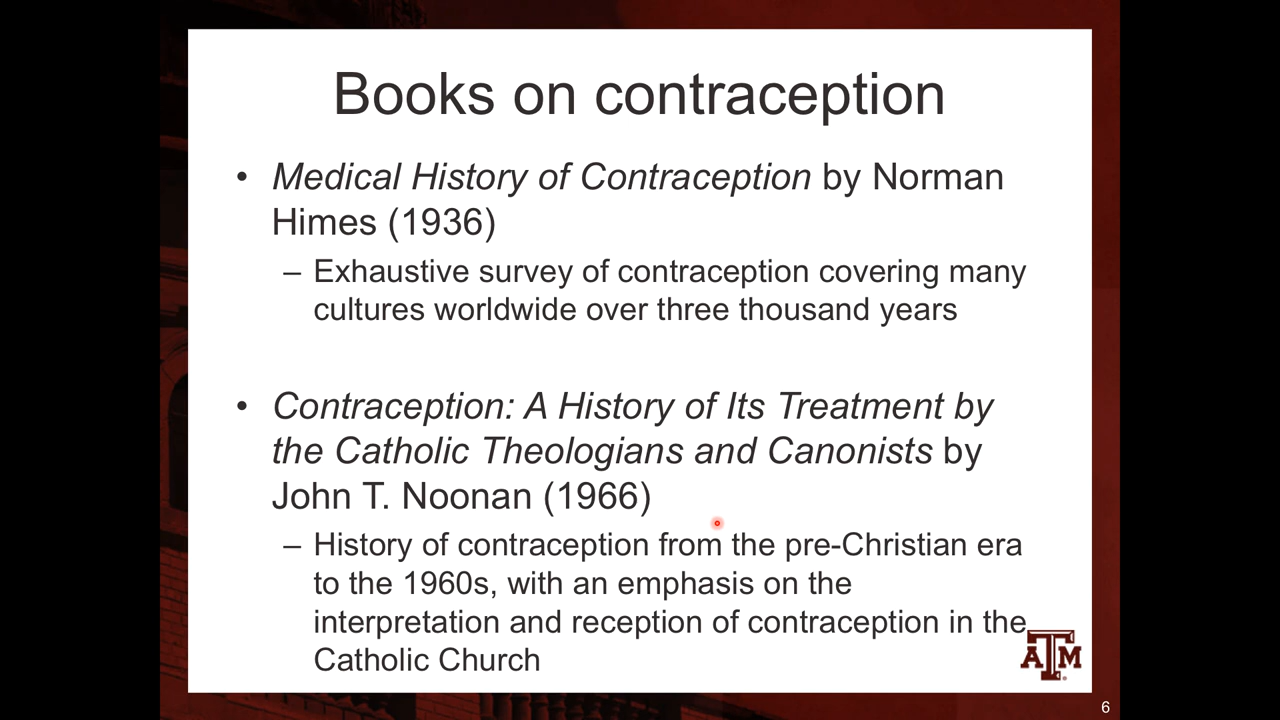 Books on contraception
• Medical History of Contraception by Norman
Himes (1936)
– Exhaustive survey of contraception covering many
cultures worldwide over three thousand years
• Contraception: A History of Its Treatment by
the Catholic Theologians and Canonists by
John T. Noonan (1966)
– History of contraception from the pre-Christian era
to the 1960s, with an emphasis on the
interpretation and reception of contraception in the
Catholic Church
ATM
6